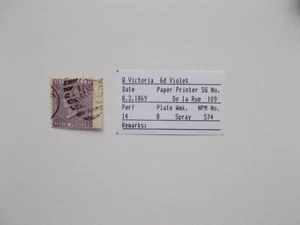 Q Victoria 6d Violet
Date Paper Printer SG No.
8.3.1869 De la Rue 109
Perf Plate Wmk. NPM No.
14 8 Spray 574
Remarks: